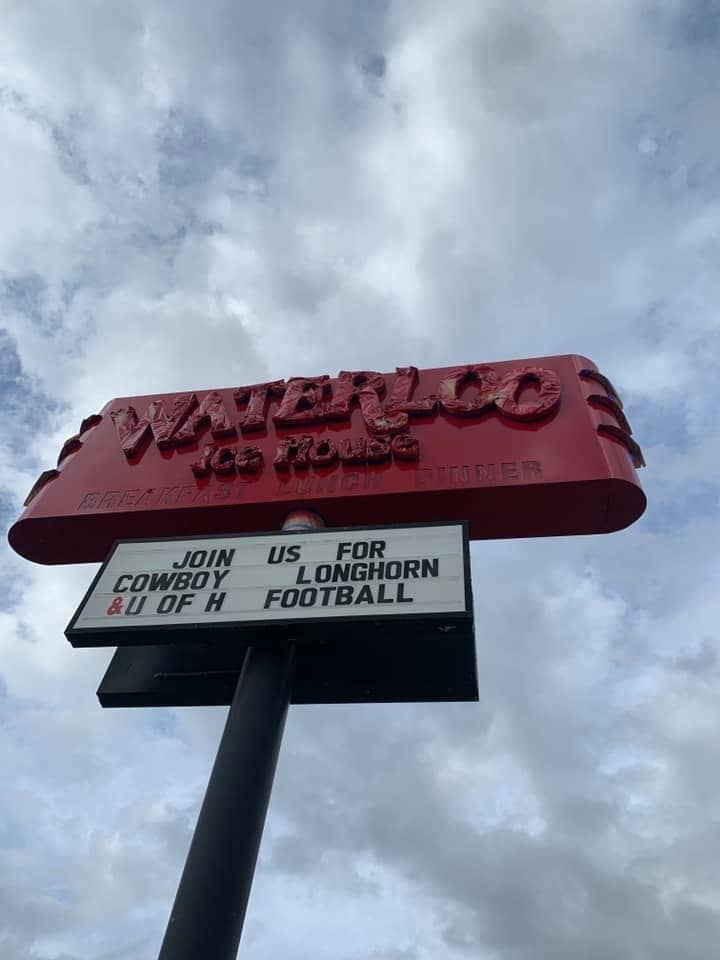 WATERLOO
ICE HOUSE
BREAKFAST LUNCH DINNER
JOIN US FOR
COWBOY LONGHORN
&U OF H FOOTBALL